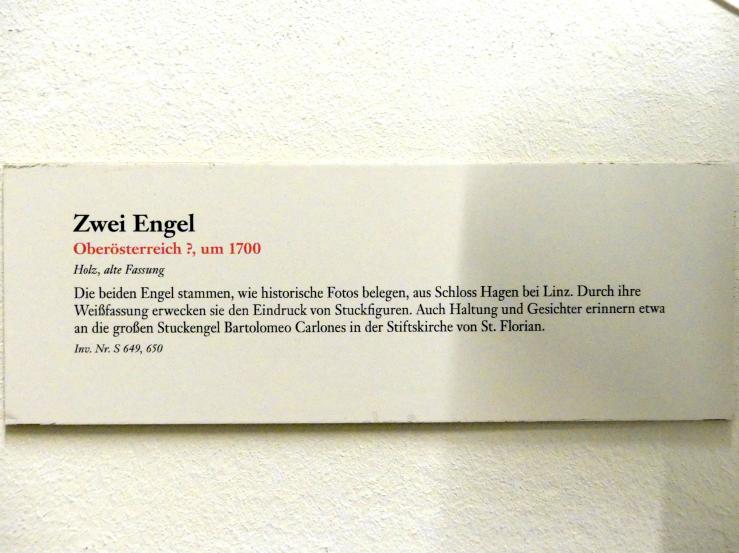 Zwei Engel
Oberösterreich ?, um 1700
Holz, alte Fassung
Die beiden Engel stammen, wie historische Fotos belegen, aus Schloss Hagen bei Linz. Durch ihre
Weißfassung erwecken sie den Eindruck von Stuckfiguren. Auch Haltung und Gesichter erinnern etwa
an die großen Stuckengel Bartolomeo Carlones in der Stiftskirche von St. Florian.
Inv. Nr. S 649, 650